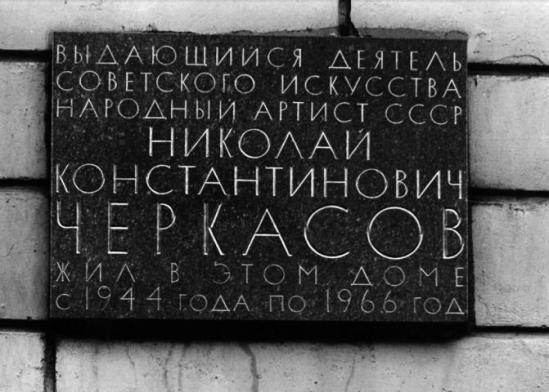 ВЫДАЮЩИЙСЯ ДЕЯТЕЛЬ
СОВЕТСКОГО ИСКУССТВА
НАРОДНЫЙ АРТИСТ СССР
НИКОЛАЙ
КОНСТАНТИНОВИЧ
ЧЕРКАСОВ
ЖИЛ В ЭТОМ ДОМЕ
С 1944 ГОДА ПО 1966 ГОД